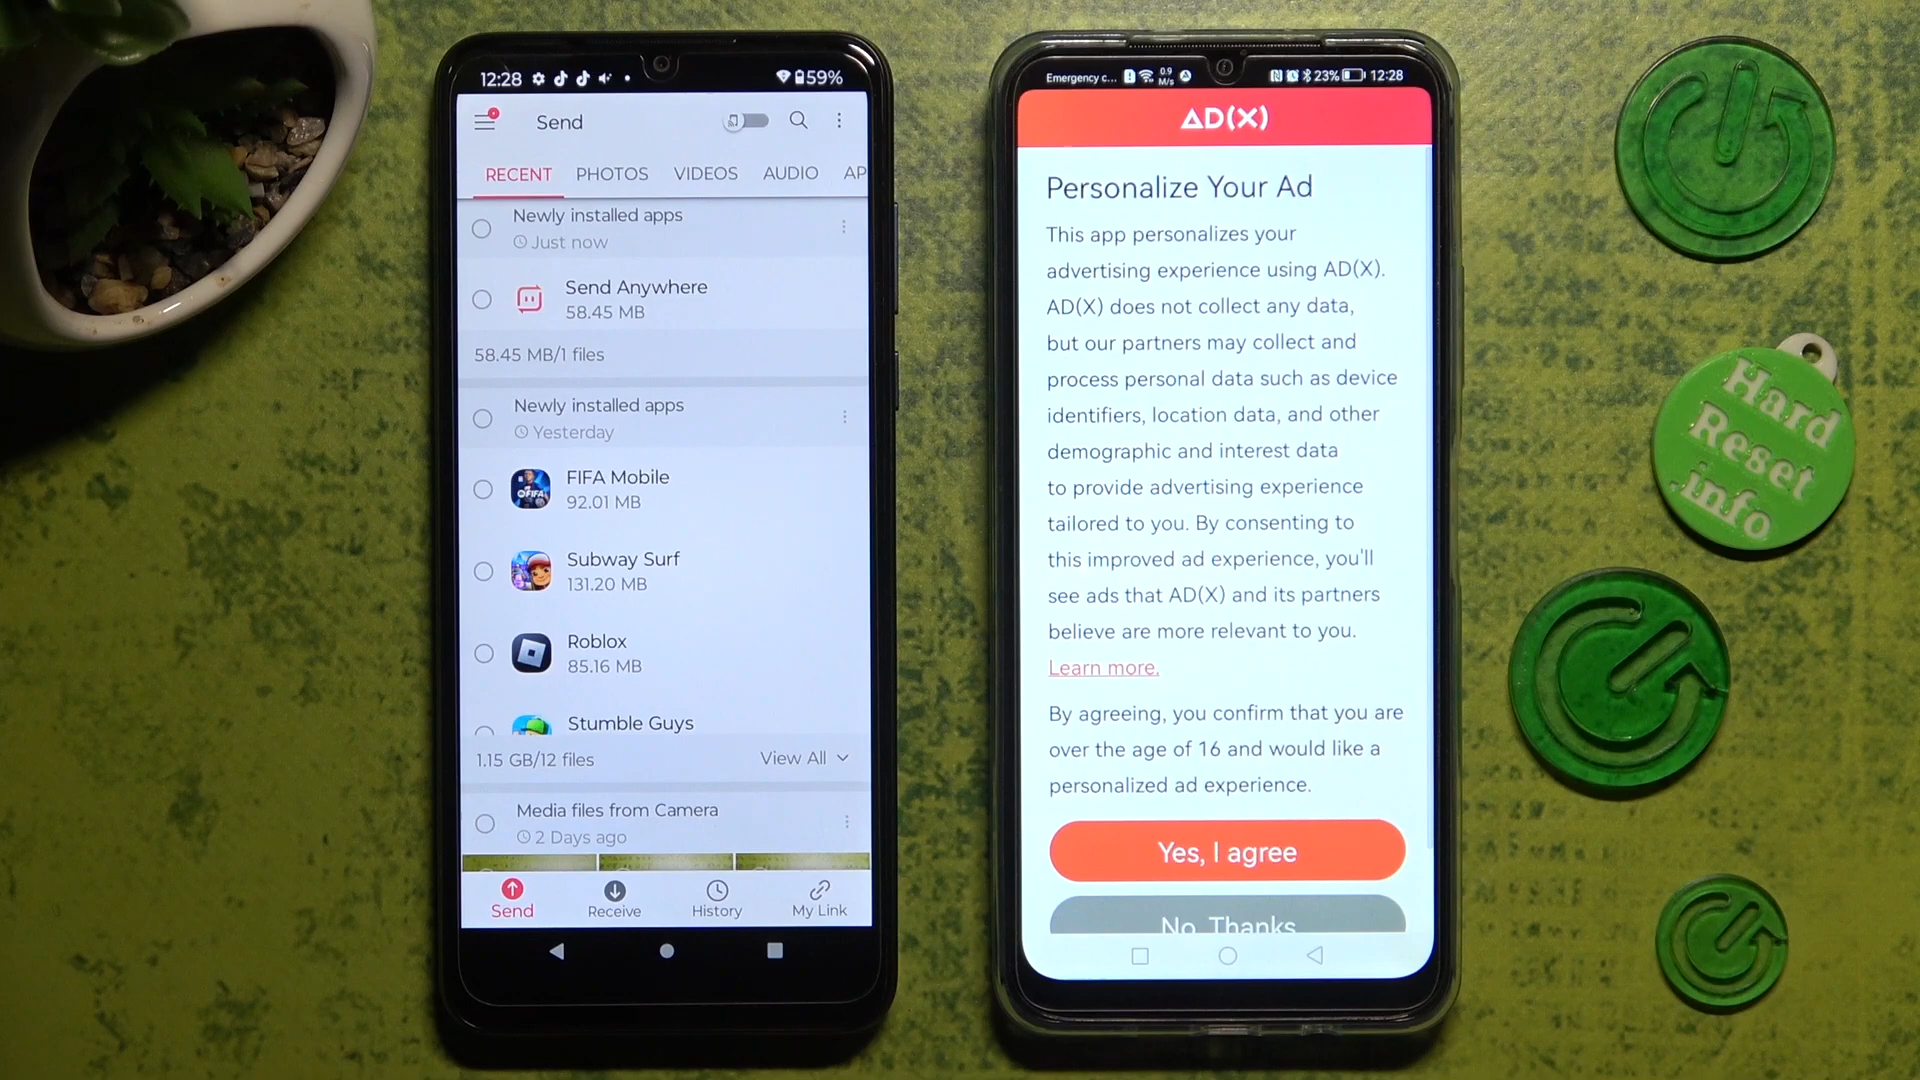 12:28
59%
Send
RECENT PHOTOS VIDEOS AUDIO AP
Newly installed apps
Just now
Send Anywhere
58.45 MB
58.45 MB/1 files
Newly installed apps
Yesterday
FIFA Mobile
92.01 MB
Subway Surf
131.20 MB
Roblox
85.16 MB
Stumble Guys
1.15 GB/12 files View All
Media files from Camera
2 Days ago
Send Receive History My Link
Emergency c... 0.9 M/s 23% 12:28
AD(X)
Personalize Your Ad
This app personalizes your
advertising experience using AD(X).
AD(X) does not collect any data,
but our partners may collect and
process personal data such as device
identifiers, location data, and other
demographic and interest data
to provide advertising experience
tailored to you. By consenting to
this improved ad experience, you'll
see ads that AD(X) and its partners
believe are more relevant to you.
Learn more.
By agreeing, you confirm that you are
over the age of 16 and would like a
personalized ad experience.
Yes, I agree
No, Thanks
Hard
Reset
.info